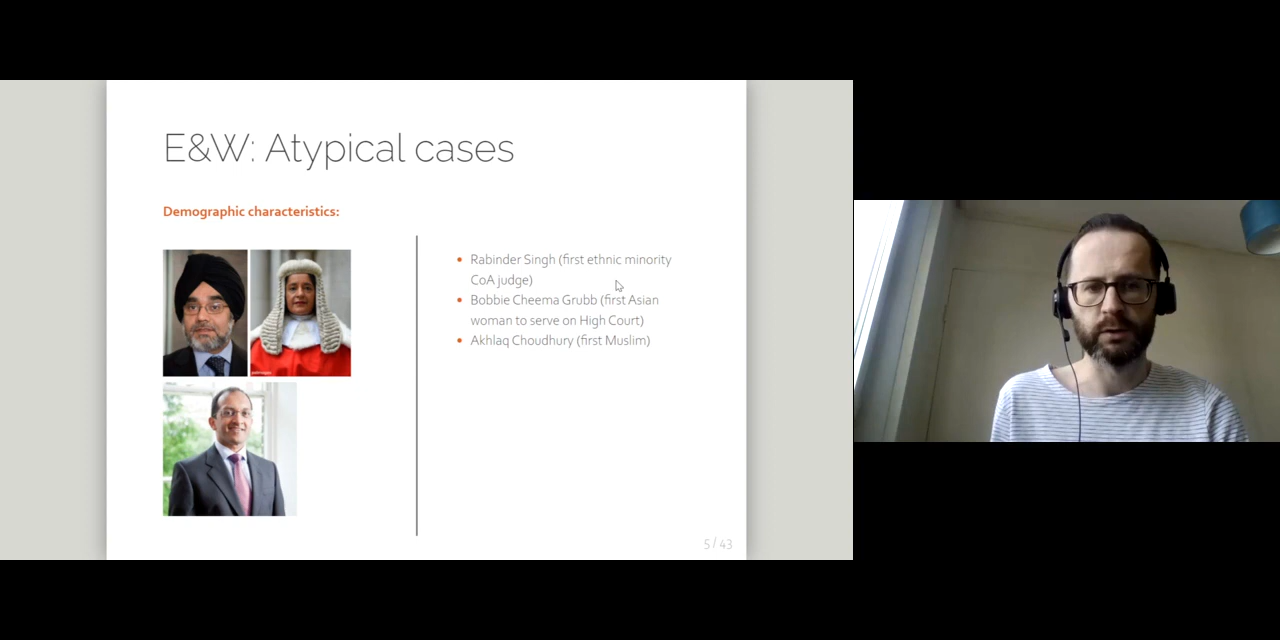 E&W: Atypical cases
Demographic characteristics:
Rabinder Singh (first ethnic minority
CoA judge)
Bobbie Cheema Grubb (first Asian
woman to serve on High Court)
Akhlaq Choudhury (first Muslim)
5 / 43